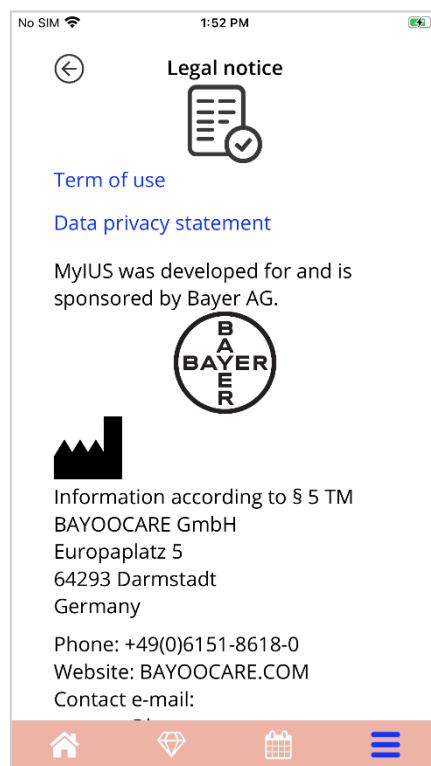 No SIM 1:52 PM
Legal notice
Term of use
Data privacy statement
MyIUS was developed for and is
sponsored by Bayer AG.
BAYER
BAYER
Information according to § 5 TM
BAYOOCARE GmbH
Europaplatz 5
64293 Darmstadt
Germany
Phone: +49(0)6151-8618-0
Website: BAYOOCARE.COM
Contact e-mail: